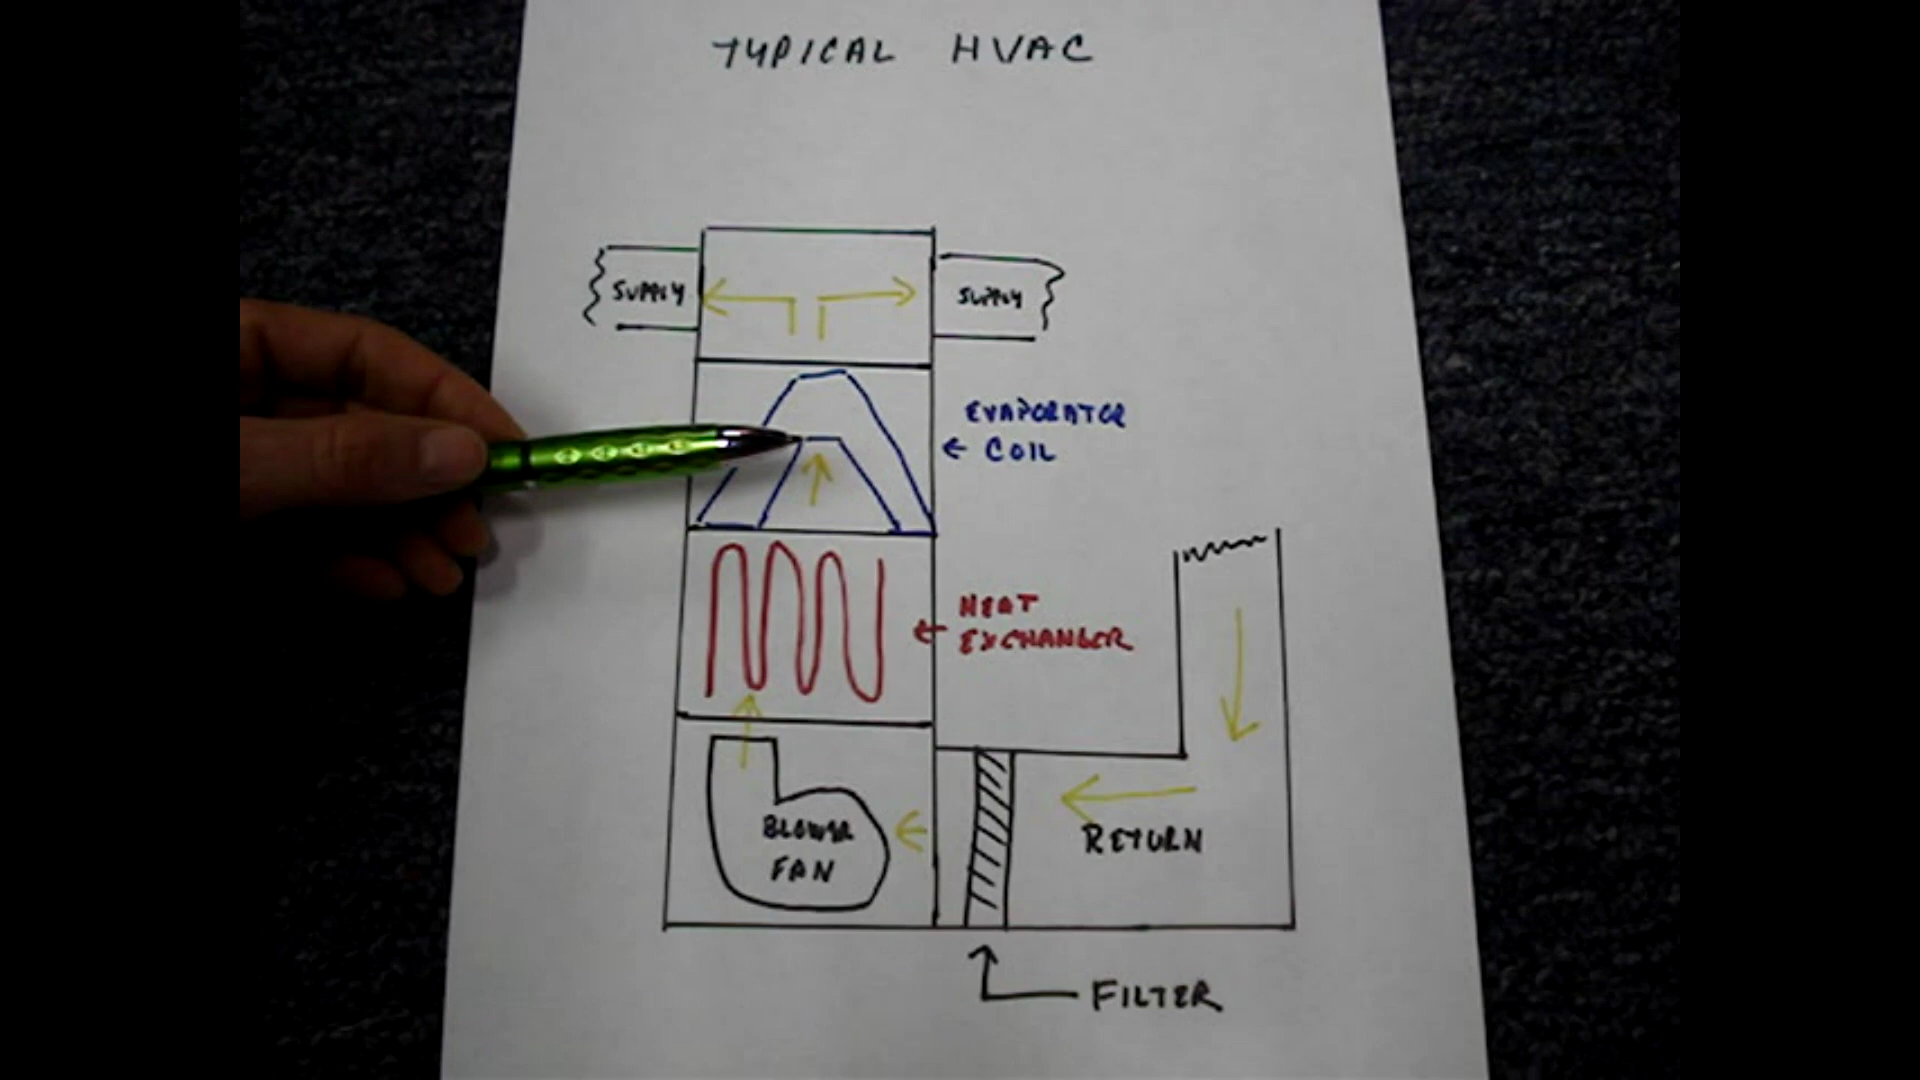 TYPICAL HVAC
SUPPLY
SUPPLY
EVAPORATOR
COIL
HEAT
EXCHANGER
BLOWER
FAN
RETURN
FILTER